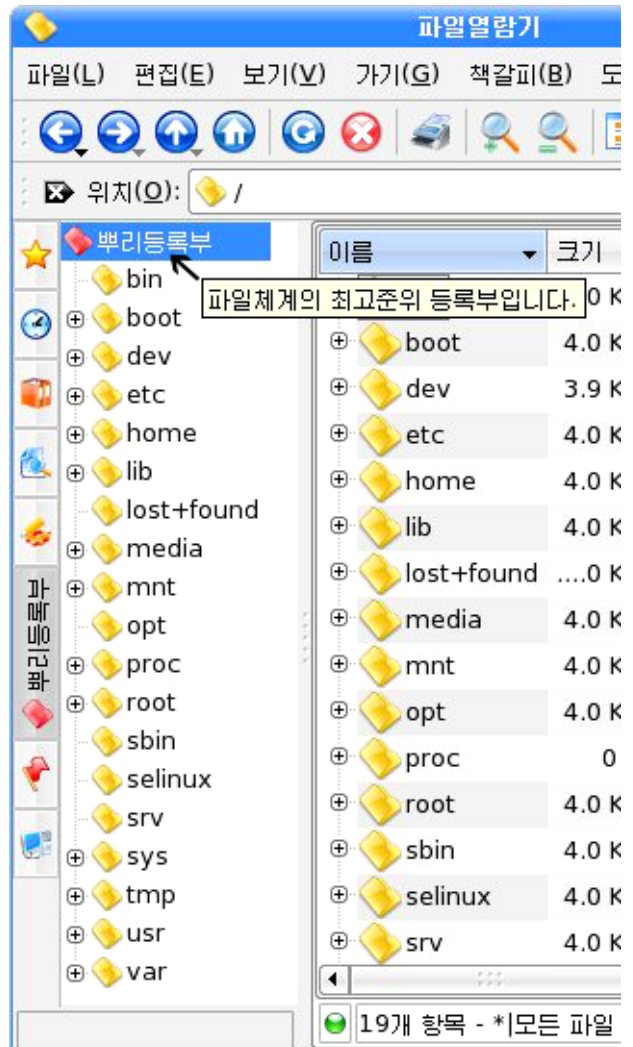 파일열람기
파일(L) 편집(E) 보기(V) 가기(G) 책갈피(B)
위치(O): /
뿌리등록부
bin
boot
dev
etc
home
lib
lost+found
media
mnt
opt
proc
root
sbin
selinux
srv
sys
tmp
usr
var
뿌리등록부
파일체계의 최고준위 등록부입니다.
이름 크기
0 K
boot 4.0 K
dev 3.9 K
etc 4.0 K
home 4.0 K
lib 4.0 K
lost+found ....0 K
media 4.0 K
mnt 4.0 K
opt 4.0 K
proc 0
root 4.0 K
sbin 4.0 K
selinux 4.0 K
srv 4.0 K
19개 항목 - *|모든 파일